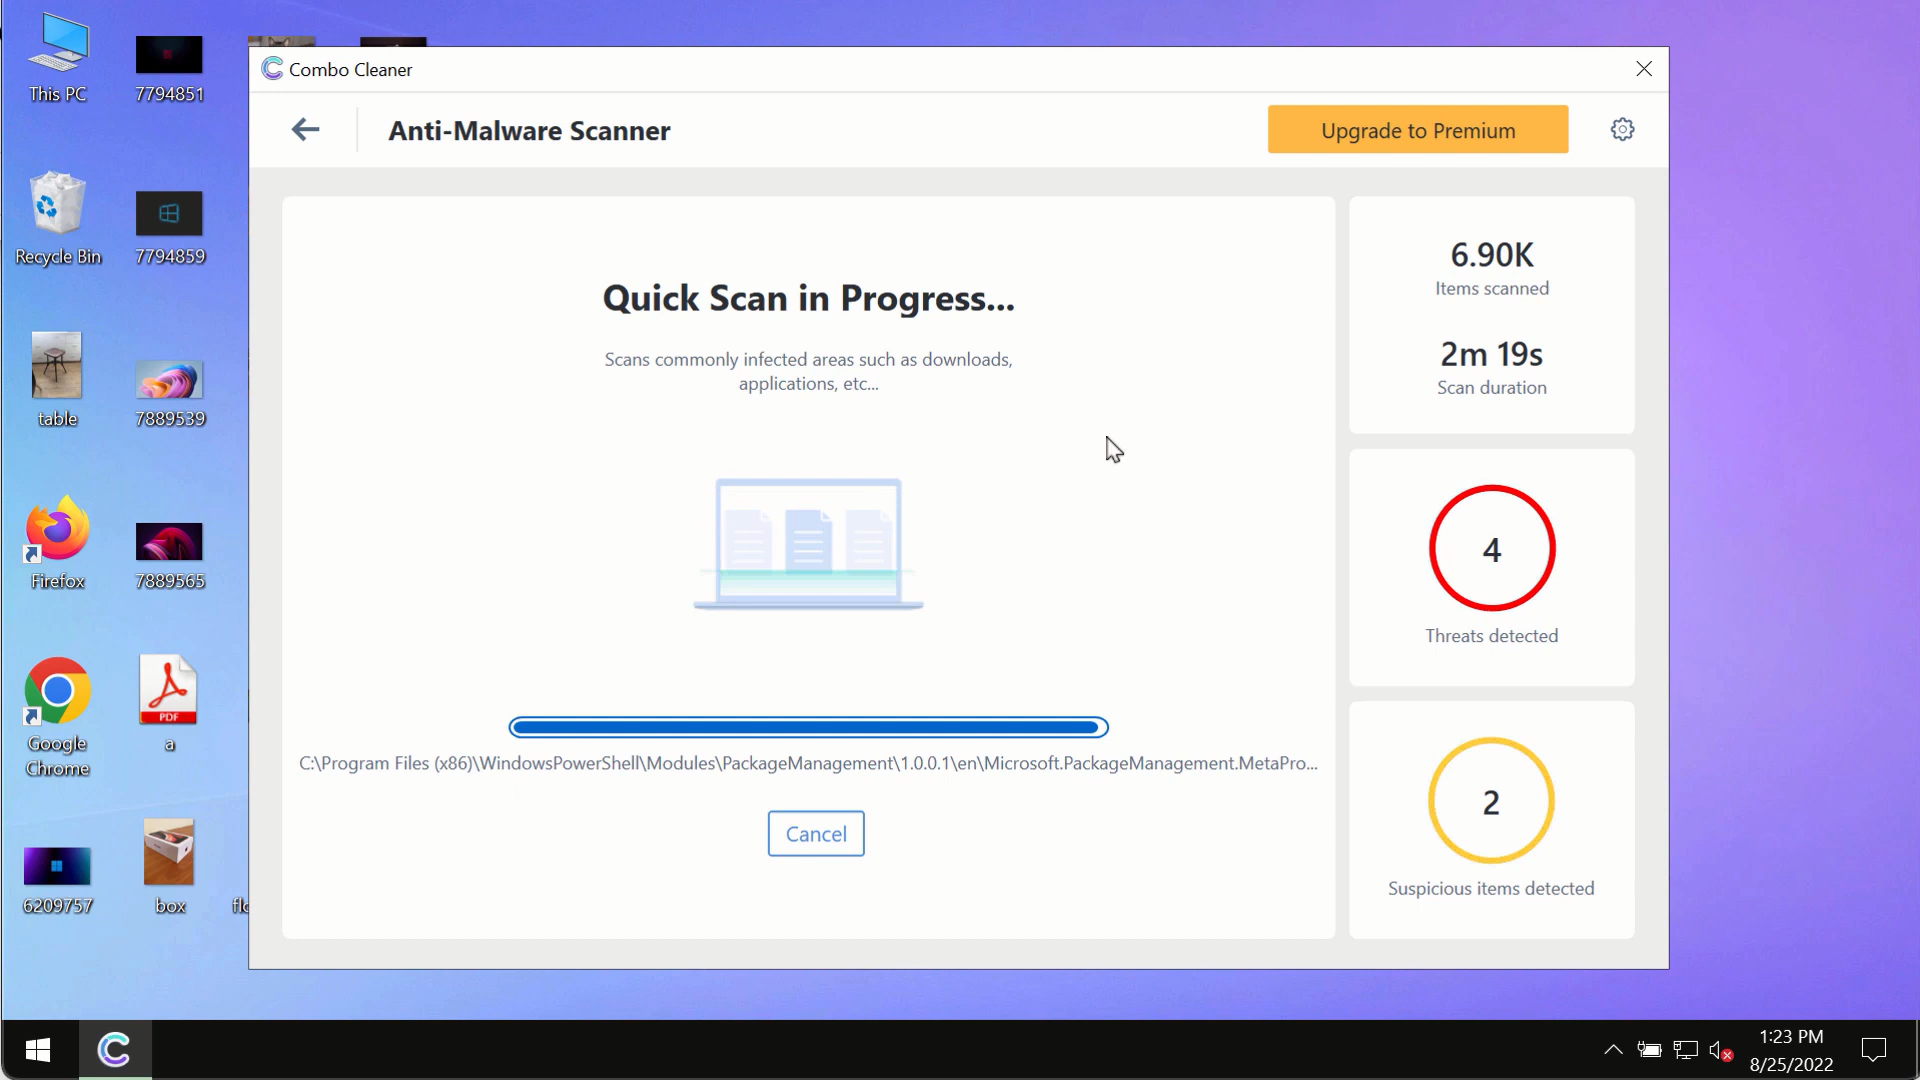 This PC
7794851
Recycle Bin
7794859
table
7889539
Firefox
7889565
Google
Chrome
PDF
a
6209757
box
Combo Cleaner
Anti-Malware Scanner
Upgrade to Premium
Quick Scan in Progress...
Scans commonly infected areas such as downloads,
applications, etc...
C:\Program Files (x86)\WindowsPowerShell\Modules\PackageManagement\1.0.0.1\en\Microsoft.PackageManagement.MetaPro...
Cancel
6.90K
Items scanned
2m 19s
Scan duration
4
Threats detected
2
Suspicious items detected
1:23 PM
8/25/2022